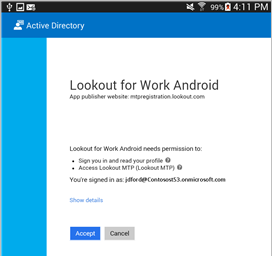 99% 4:11 PM
Active Directory
Lookout for Work Android
App publisher website: mtpregistration.lookout.com
Lookout for Work Android needs permission to:
• Sign you in and read your profile
• Access Lookout MTP (Lookout MTP)
You're signed in as: jdford@Contosost53.onmicrosoft.com
Show details
Accept Cancel